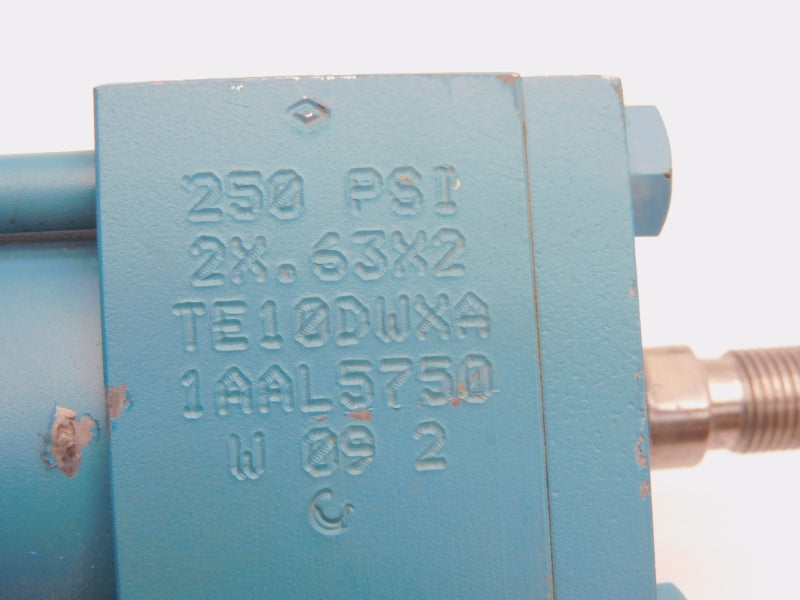 250 PSI
2X.63X2
TE10DWXA
1AAL5750
W 09 2